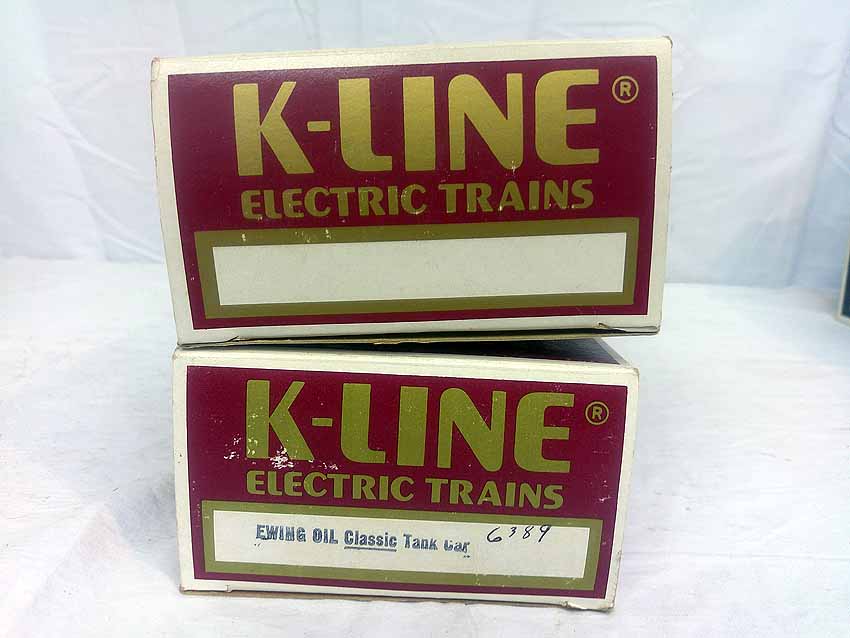 K-LINE ®
ELECTRIC TRAINS
K-LINE ®
ELECTRIC TRAINS
EWING OIL Classic Tank Car 6389